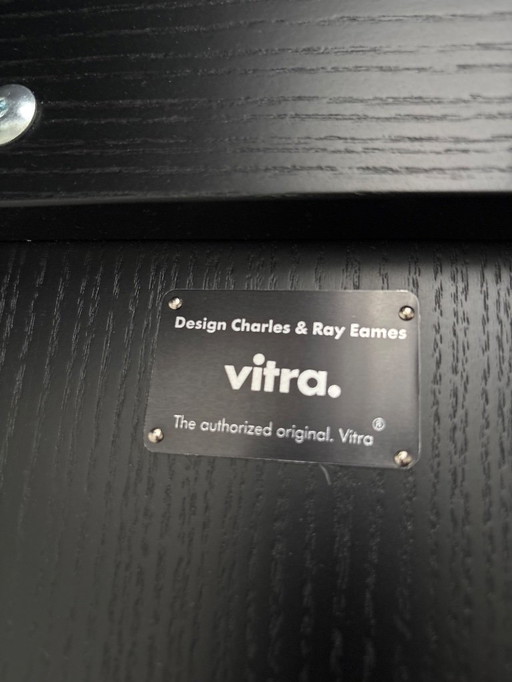 Design Charles & Ray Eames
vitra.
The authorized original. Vitra®